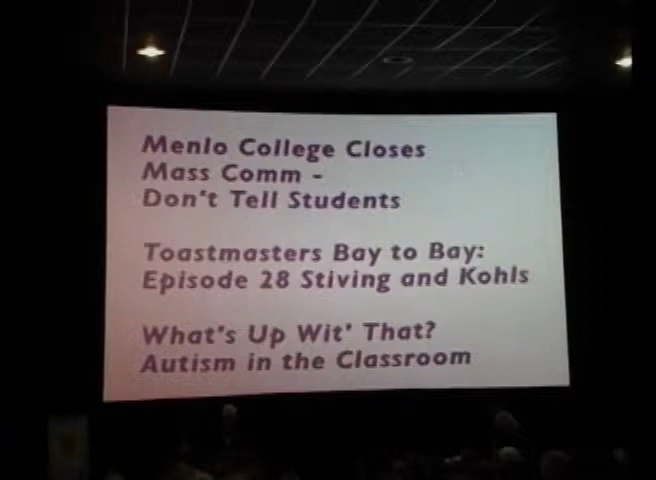 Menlo College Closes
Mass Comm -
Don't Tell Students
Toastmasters Bay to Bay:
Episode 28 Stiving and Kohls
What's Up Wit' That?
Autism in the Classroom